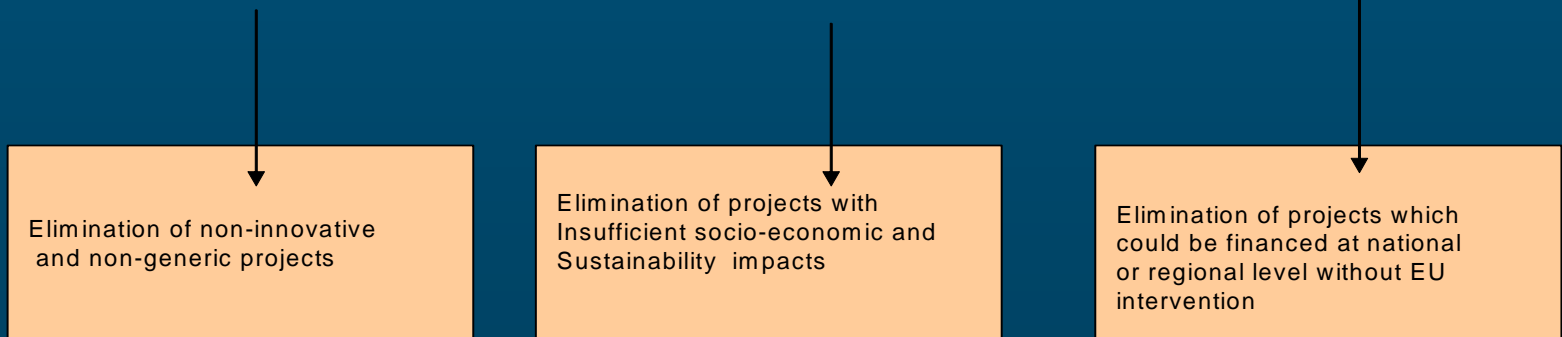 Elimination of non-innovative
and non-generic projects
Elimination of projects with
Insufficient socio-economic and
Sustainability impacts
Elimination of projects which
could be financed at national
or regional level without EU
intervention